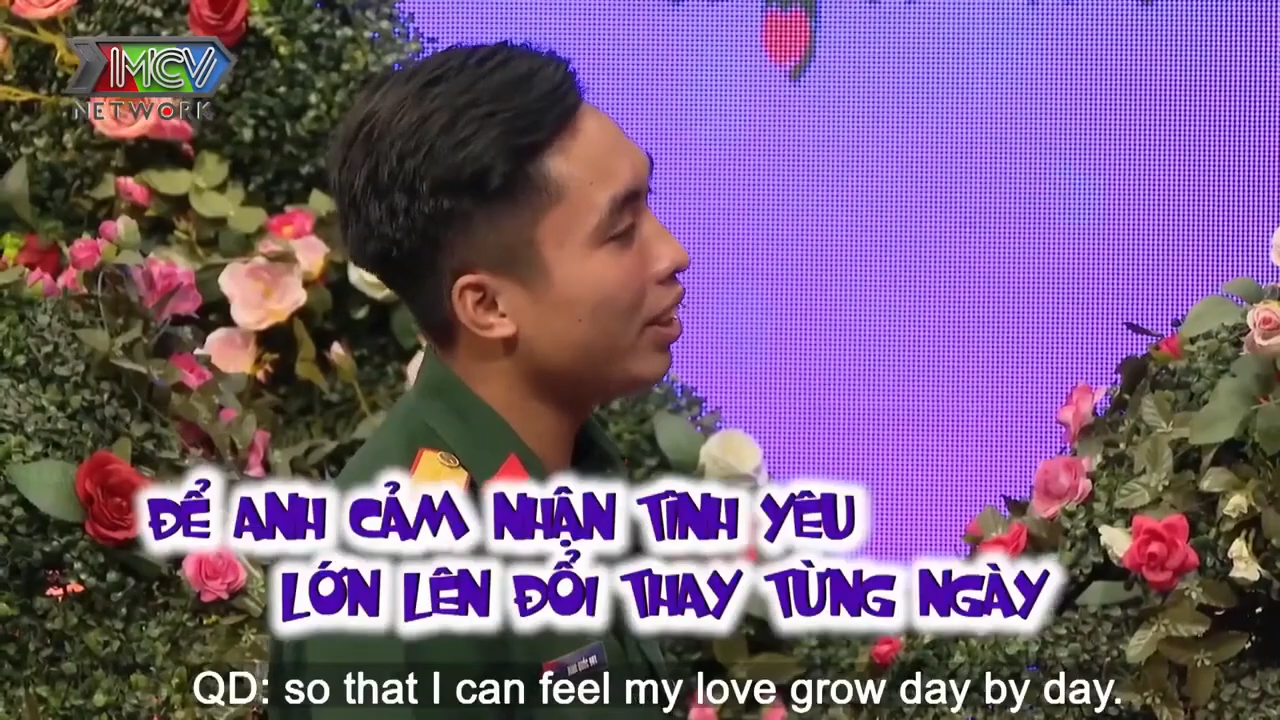 MCV
NETWORK
ĐỂ ANH CẢM NHẬN TÌNH YÊU
LỚN LÊN ĐỔI THAY TỪNG NGÀY
QD: so that I can feel my love grow day by day.